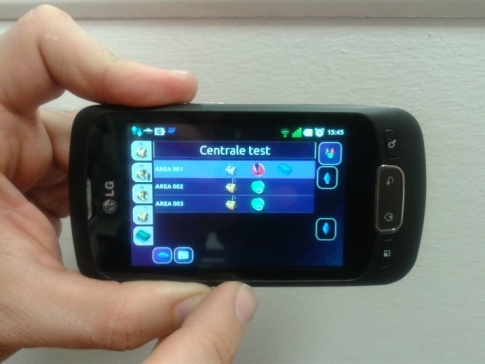 15:45
Centrale test
AREA 001
AREA 002
AREA 003
LG